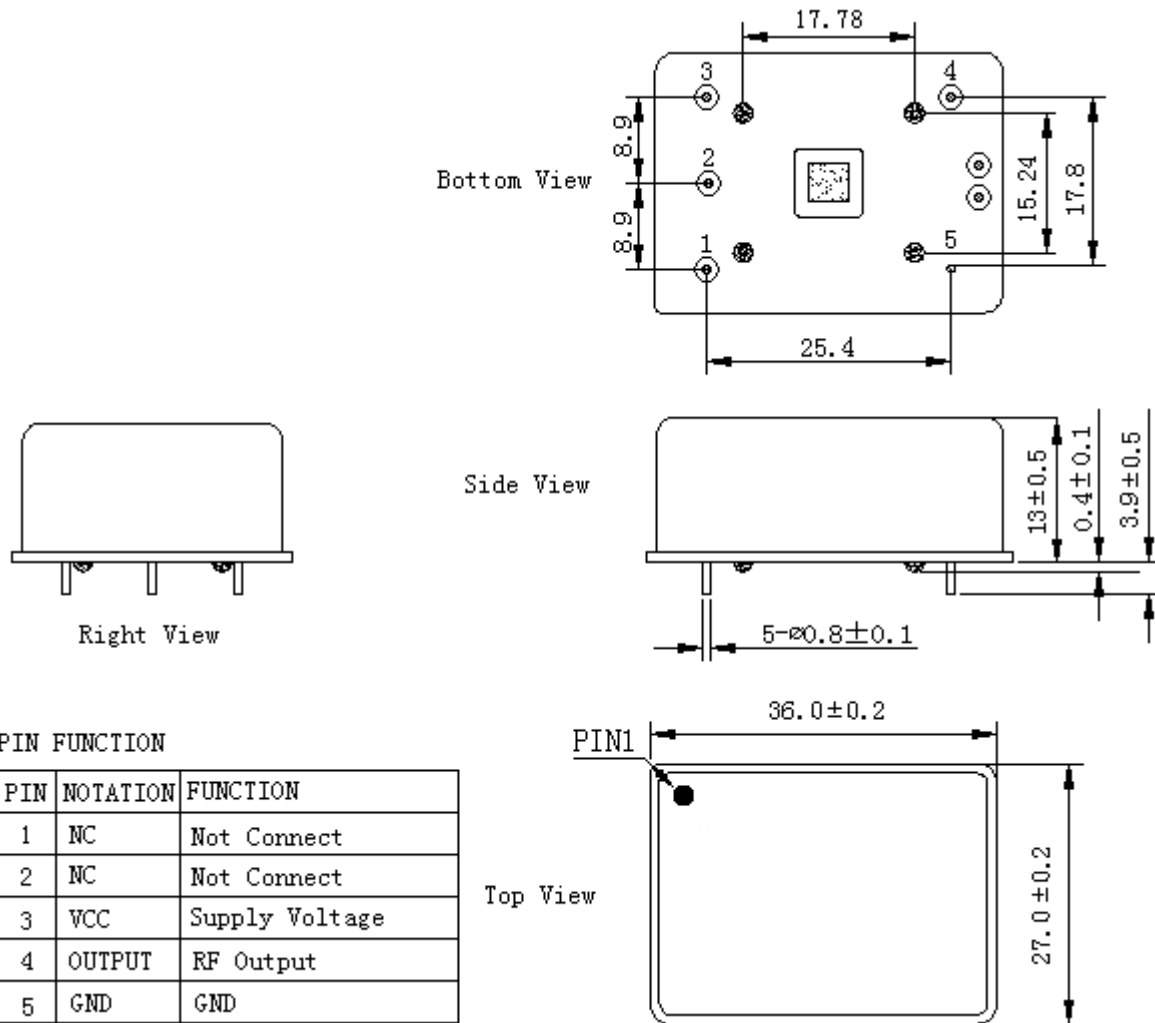 17.78
3
4
8.9
2
Bottom View
15.24
17.8
8.9
1
5
25.4
Side View
13±0.5
0.4±0.1
3.9±0.5
Right View
5-⌀0.8±0.1
36.0±0.2
PIN1
PIN FUNCTION
PIN NOTATION FUNCTION
1 NC Not Connect
2 NC Not Connect
3 VCC Supply Voltage
4 OUTPUT RF Output
5 GND GND
Top View
27.0±0.2